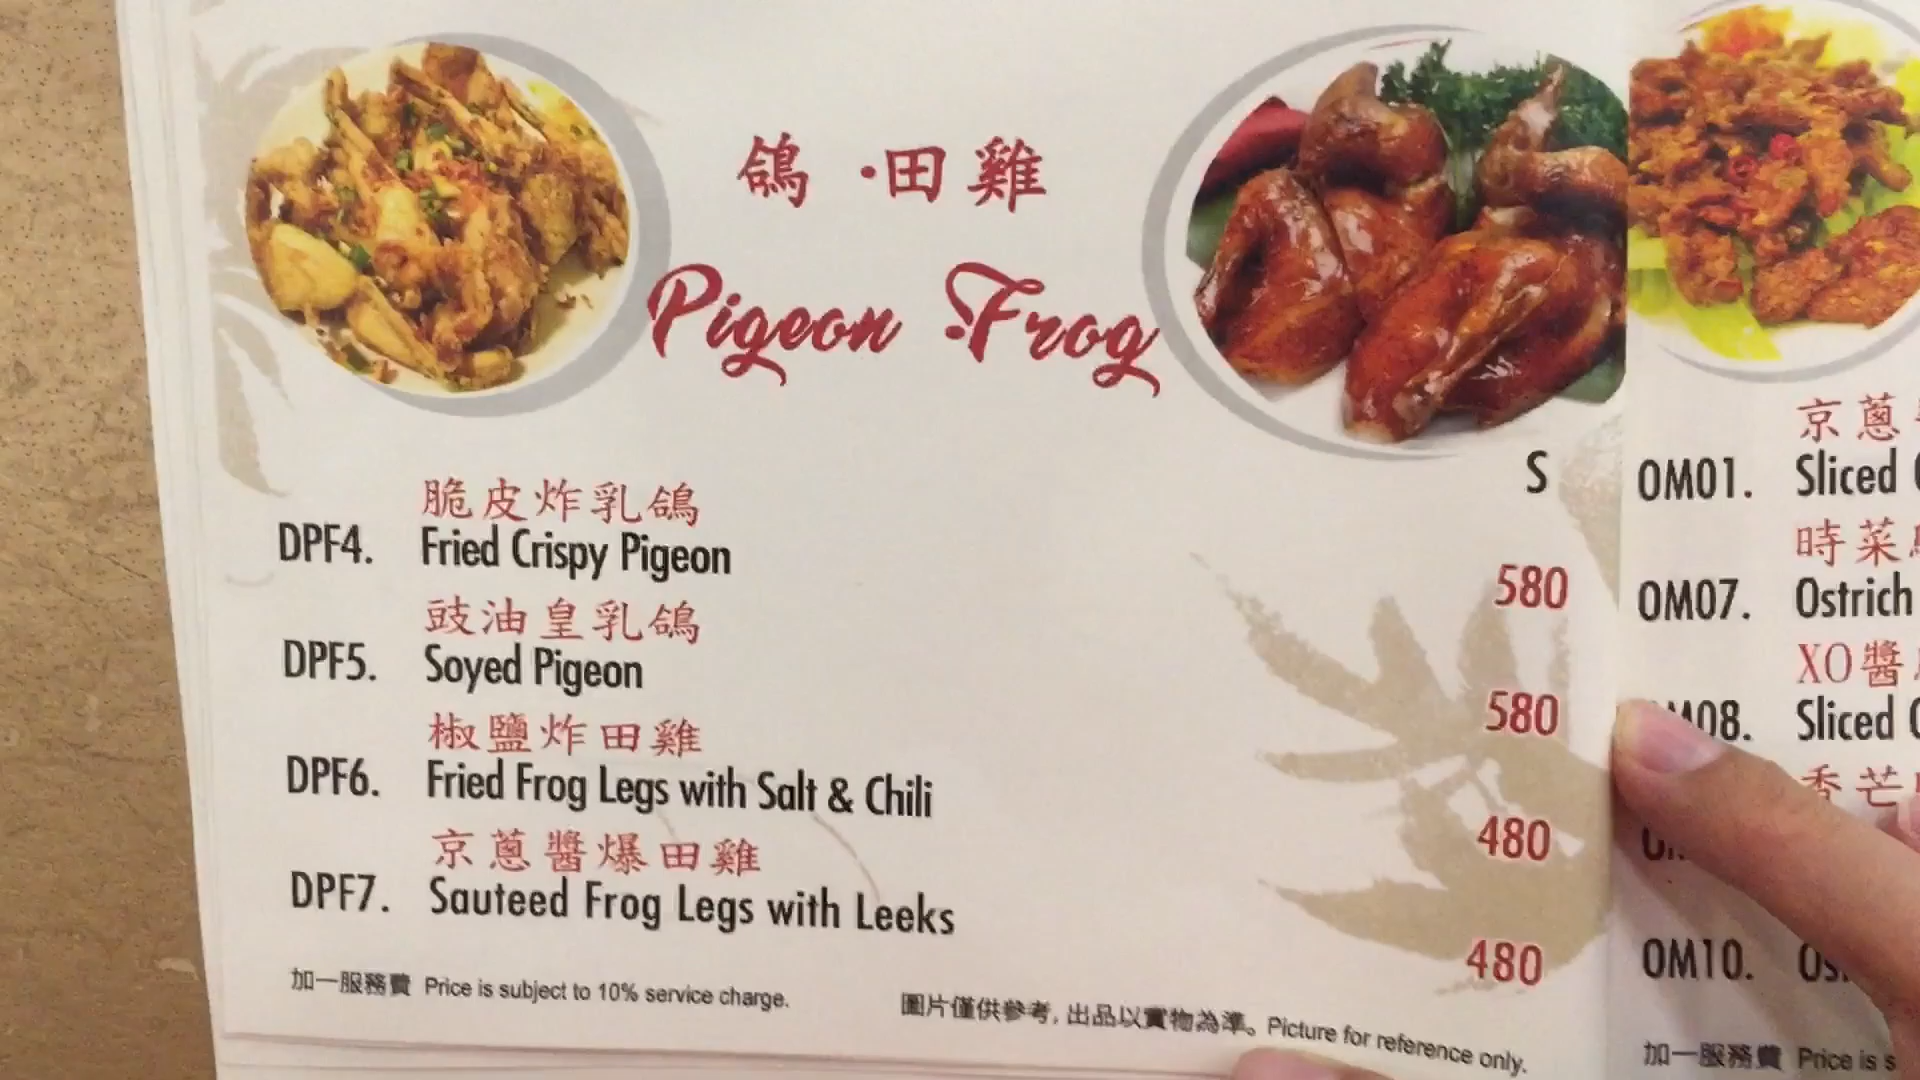 鴿 ·田雞
Pigeon ·Frog
S
脆皮炸乳鴿
DPF4. Fried Crispy Pigeon 580
豉油皇乳鴿
DPF5. Soyed Pigeon 580
椒鹽炸田雞
DPF6. Fried Frog Legs with Salt & Chili 480
京蔥醬爆田雞
DPF7. Sauteed Frog Legs with Leeks 480
加一服務費 Price is subject to 10% service charge.
圖片僅供參考, 出品以實物為準。 Picture for reference only.
京蔥
OM01. Sliced
時菜
OM07. Ostrich
XO醬
08. Sliced
香芒
OM10.
加一服務費 Price is